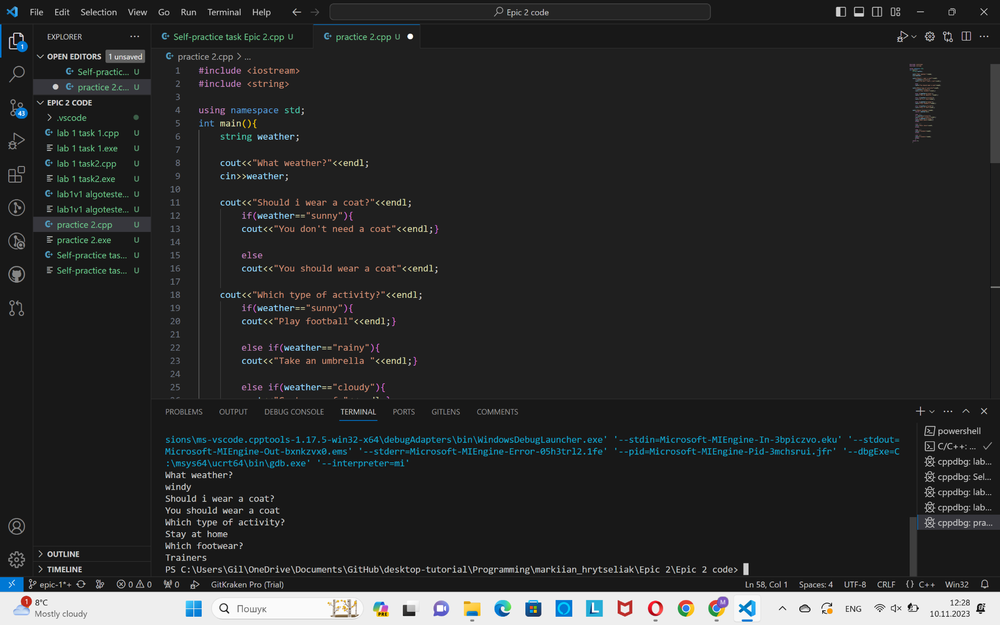 File Edit Selection View Go Run Terminal Help
Epic 2 code
EXPLORER
Self-practice task Epic 2.cpp U
practice 2.cpp U
OPEN EDITORS 1 unsaved
Self-practic... U
practice 2.c... U
EPIC 2 CODE
.vscode
lab 1 task 1.cpp U
lab 1 task 1.exe U
lab 1 task2.cpp U
lab 1 task2.exe U
lab1v1 algoteste... U
lab1v1 algoteste... U
practice 2.cpp U
practice 2.exe U
Self-practice tas... U
Self-practice tas... U
OUTLINE
TIMELINE
1
43
practice 2.cpp > ...
1 #include <iostream>
2 #include <string>
3
4 using namespace std;
5 int main(){
6 string weather;
7
8 cout<<"What weather?"<<endl;
9 cin>>weather;
10
11 cout<<"Should i wear a coat?"<<endl;
12 if(weather=="sunny"){
13 cout<<"You don't need a coat"<<endl;}
14
15 else
16 cout<<"You should wear a coat"<<endl;
17
18 cout<<"Which type of activity?"<<endl;
19 if(weather=="sunny"){
20 cout<<"Play football"<<endl;}
21
22 else if(weather=="rainy"){
23 cout<<"Take an umbrella "<<endl;}
24
25 else if(weather=="cloudy"){
PROBLEMS OUTPUT DEBUG CONSOLE TERMINAL PORTS GITLENS COMMENTS
sions\ms-vscode.cpptools-1.17.5-win32-x64\debugAdapters\bin\WindowsDebugLauncher.exe' '--stdin=Microsoft-MIEngine-In-3bpiczvo.eku' '--stdout=
Microsoft-MIEngine-Out-bxnkzvx0.ems' '--stderr=Microsoft-MIEngine-Error-05h3trl2.1fe' '--pid=Microsoft-MIEngine-Pid-3mchsrui.jfr' '--dbgExe=C
:\msys64\ucrt64\bin\gdb.exe' '--interpreter=mi'
What weather?
windy
Should i wear a coat?
You should wear a coat
Which type of activity?
Stay at home
Which footwear?
Trainers
PS C:\Users\Gil\OneDrive\Documents\GitHub\desktop-tutorial\Programming\markiian_hrytseliak\Epic 2\Epic 2 code>
powershell
C/C++: ...
cppdbg: lab...
cppdbg: Sel...
cppdbg: lab...
cppdbg: lab...
cppdbg: pra...
epic-1*+ 0 0 0 GitKraken Pro (Trial) Ln 58, Col 1 Spaces: 4 UTF-8 CRLF {} C++ Win32
1
8°C
Mostly cloudy
Пошук
PRE
L
M
ENG
12:28
10.11.2023